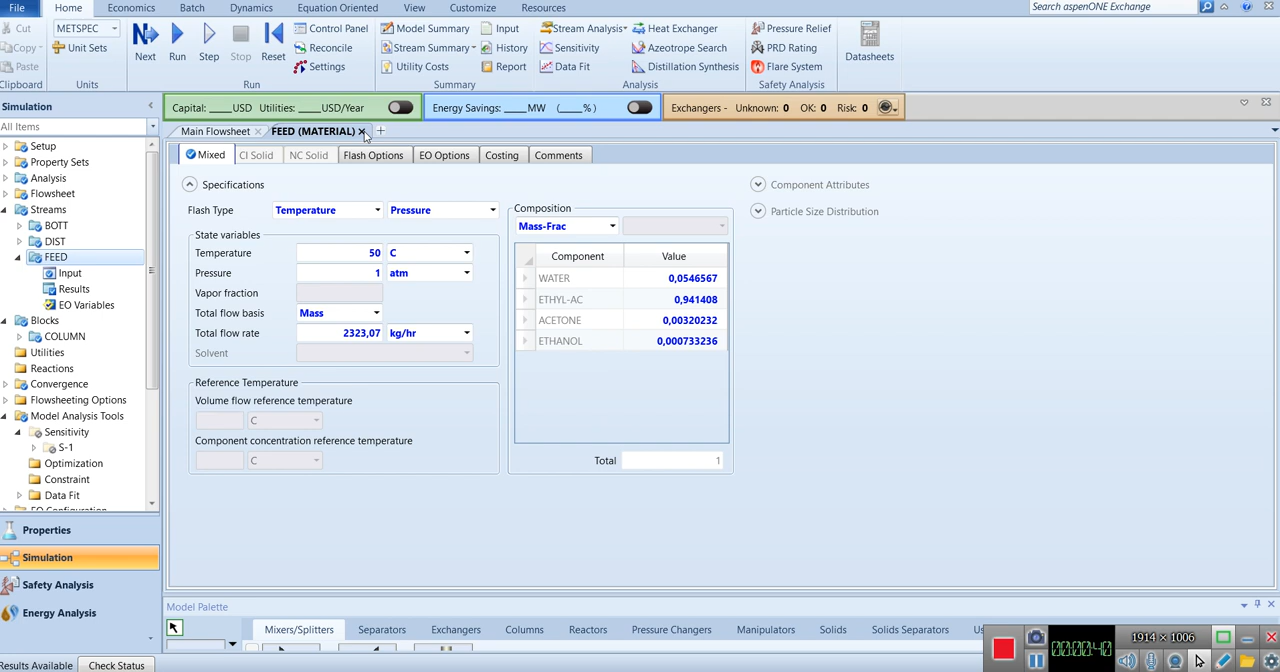 File Home Economics Batch Dynamics Equation Oriented View Customize Resources Search aspenONE Exchange
Cut METSPEC Control Panel Model Summary Input Stream Analysis Heat Exchanger Pressure Relief
Copy Unit Sets Next Run Step Stop Reset Reconcile Stream Summary History Sensitivity Azeotrope Search PRD Rating Datasheets
Paste Settings Utility Costs Report Data Fit Distillation Synthesis Flare System
Clipboard Units Run Summary Analysis Safety Analysis
Simulation Capital: ____USD Utilities: ____USD/Year Energy Savings: ____MW (____%) Exchangers - Unknown: 0 OK: 0 Risk: 0
All Items Main Flowsheet FEED (MATERIAL)
Setup
Property Sets
Analysis
Flowsheet
Streams
BOTT
DIST
FEED
Input
Results
EO Variables
Blocks
COLUMN
Utilities
Reactions
Convergence
Flowsheeting Options
Model Analysis Tools
Sensitivity
S-1
Optimization
Constraint
Data Fit
EO Configuration
Properties
Simulation
Safety Analysis
Energy Analysis
Mixed CI Solid NC Solid Flash Options EO Options Costing Comments
Specifications
Flash Type Temperature Pressure
State variables
Temperature 50 C
Pressure 1 atm
Vapor fraction
Total flow basis Mass
Total flow rate 2323,07 kg/hr
Solvent
Reference Temperature
Volume flow reference temperature
C
Component concentration reference temperature
C
Composition
Mass-Frac
Component Value
WATER 0,0546567
ETHYL-AC 0,941408
ACETONE 0,00320232
ETHANOL 0,000733236
Total 1
Component Attributes
Particle Size Distribution
Model Palette
Mixers/Splitters Separators Exchangers Columns Reactors Pressure Changers Manipulators Solids Solids Separators
1914 × 1006
00:00:40
Results Available Check Status